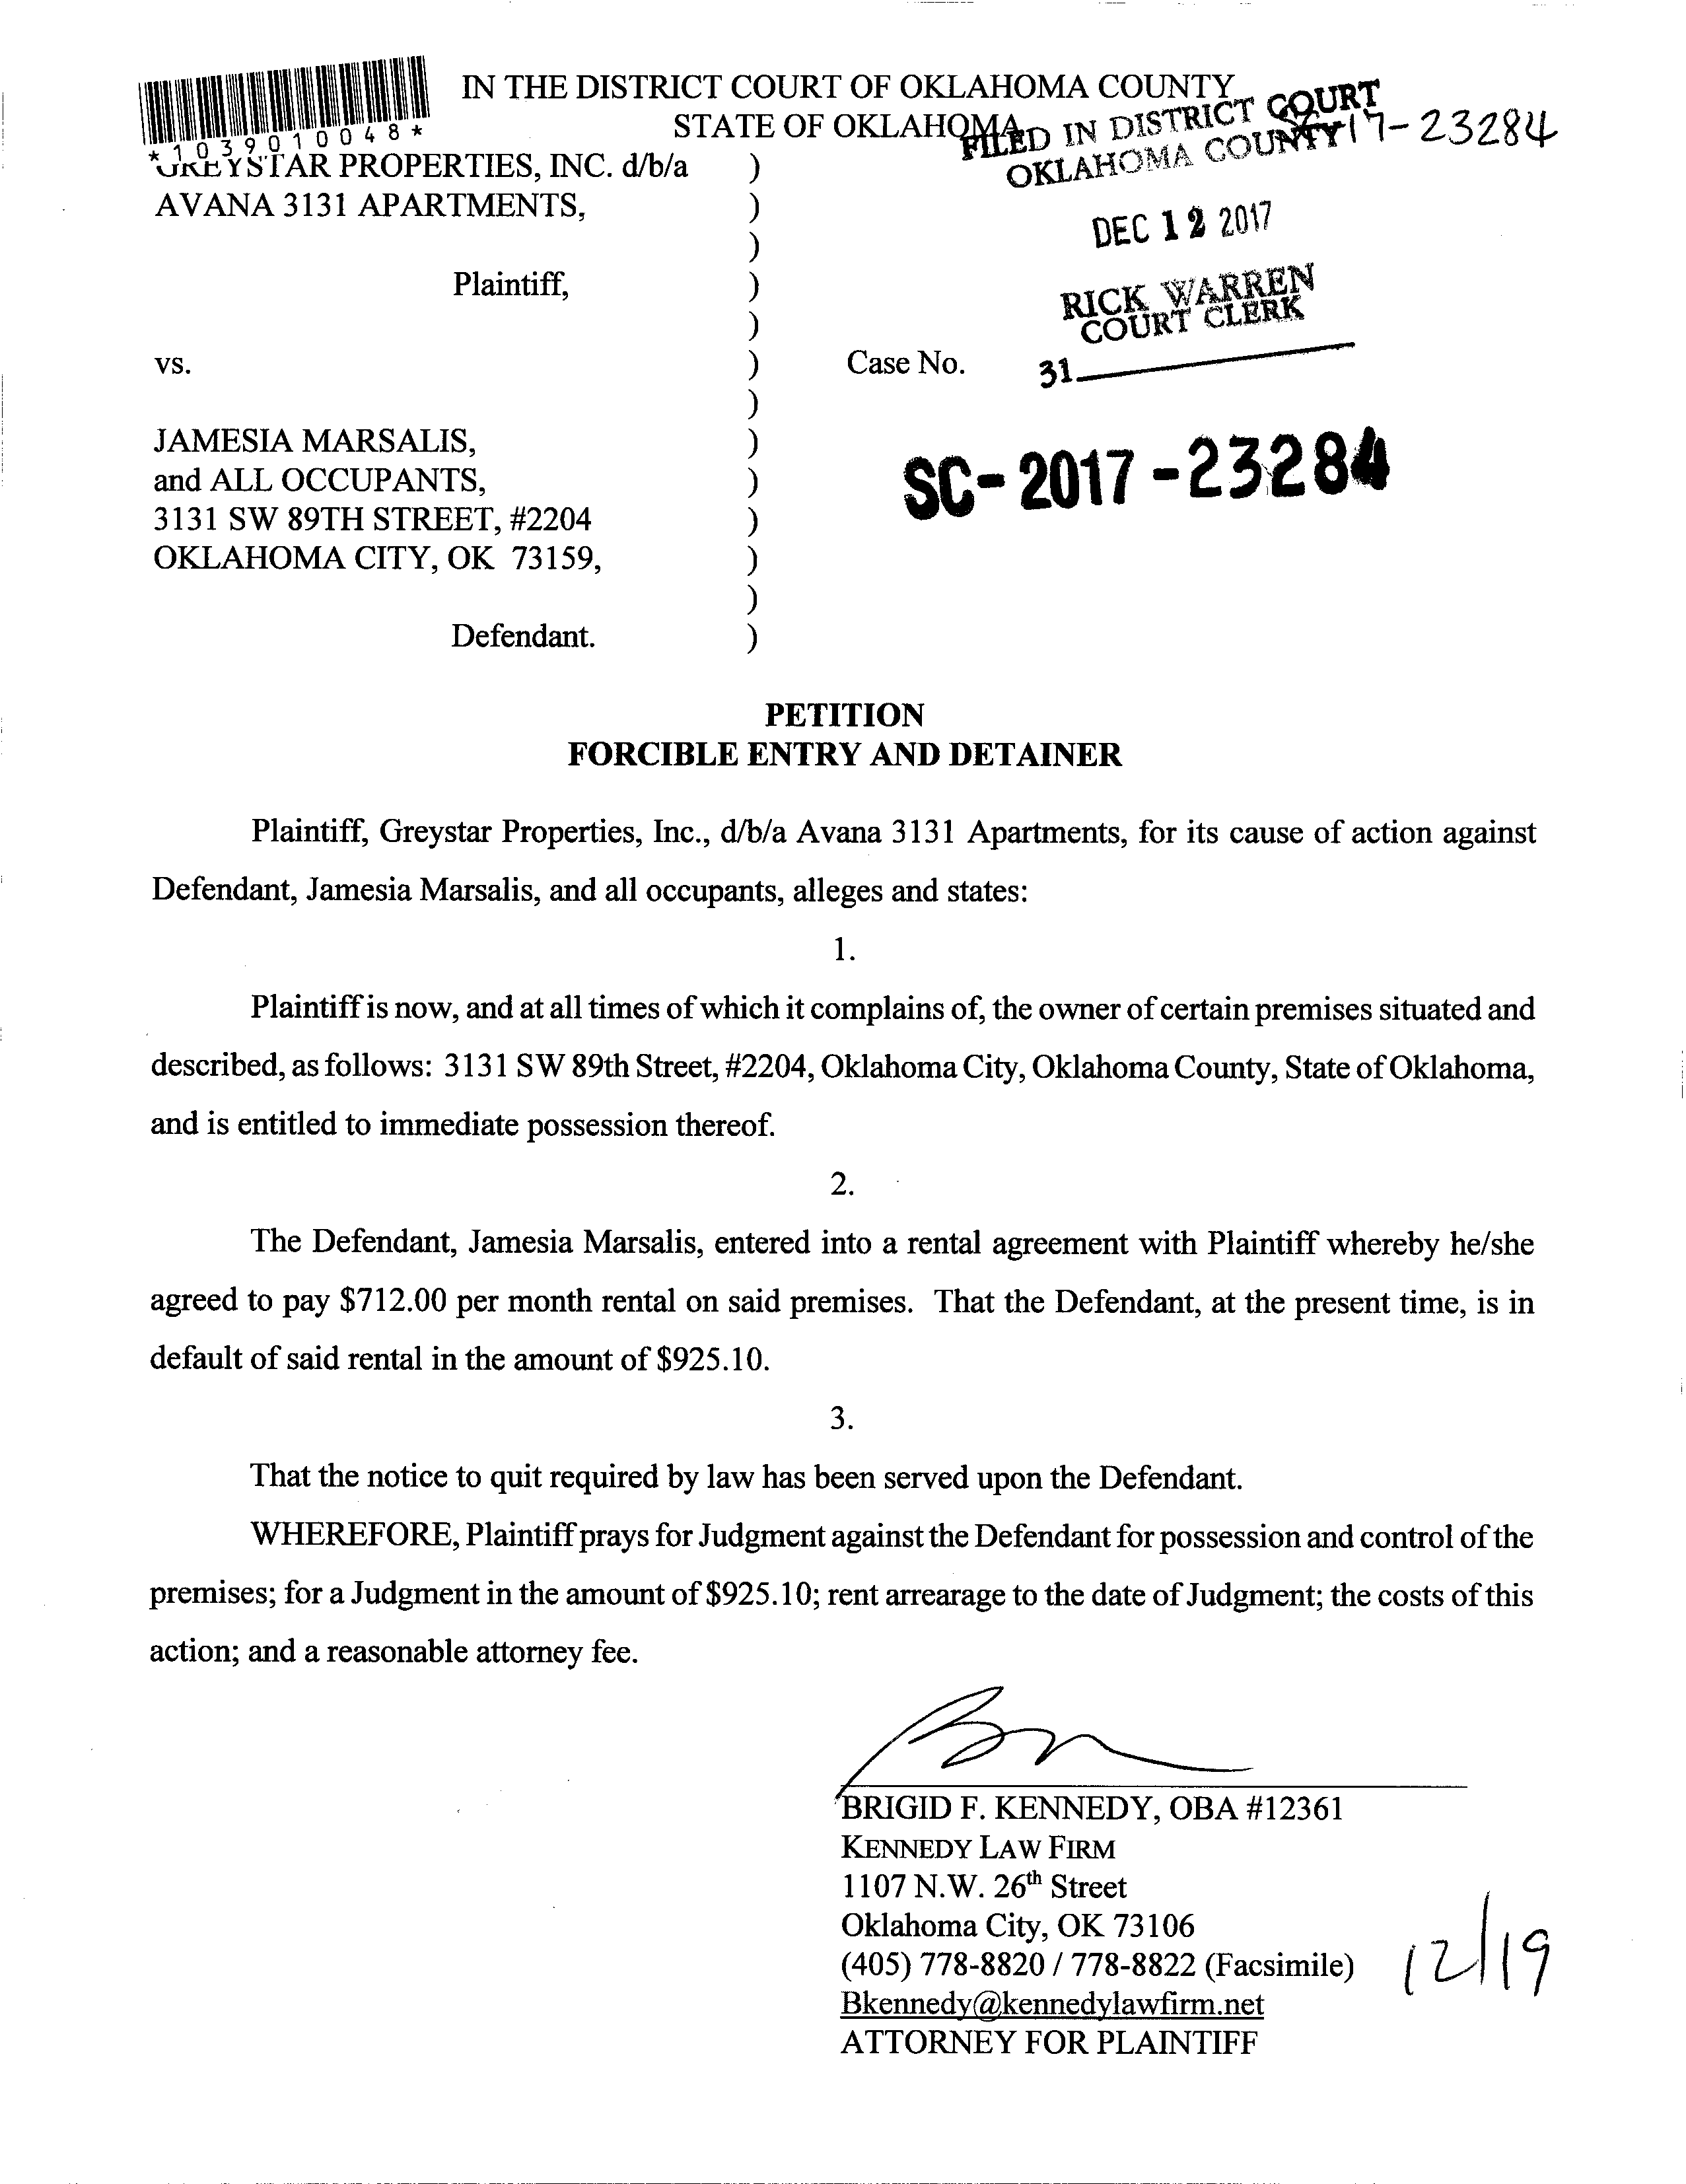 IN THE DISTRICT COURT OF OKLAHOMA COUNTY
STATE OF OKLAHOMA
FILED IN DISTRICT COURT
OKLAHOMA COUNTY
17-23284
*1039010048*
GREYSTAR PROPERTIES, INC. d/b/a )
AVANA 3131 APARTMENTS, )
)
DEC 12 2017
Plaintiff, )
RICK WARREN
COURT CLERK
)
vs. ) Case No. 31
)
JAMESIA MARSALIS, )
and ALL OCCUPANTS, )
SC-2017-23284
3131 SW 89TH STREET, #2204 )
OKLAHOMA CITY, OK 73159, )
)
Defendant. )
PETITION
FORCIBLE ENTRY AND DETAINER
Plaintiff, Greystar Properties, Inc., d/b/a Avana 3131 Apartments, for its cause of action against
Defendant, Jamesia Marsalis, and all occupants, alleges and states:
1.
Plaintiff is now, and at all times of which it complains of, the owner of certain premises situated and
described, as follows: 3131 SW 89th Street, #2204, Oklahoma City, Oklahoma County, State of Oklahoma,
and is entitled to immediate possession thereof.
2.
The Defendant, Jamesia Marsalis, entered into a rental agreement with Plaintiff whereby he/she
agreed to pay $712.00 per month rental on said premises. That the Defendant, at the present time, is in
default of said rental in the amount of $925.10.
3.
That the notice to quit required by law has been served upon the Defendant.
WHEREFORE, Plaintiff prays for Judgment against the Defendant for possession and control of the
premises; for a Judgment in the amount of $925.10; rent arrearage to the date of Judgment; the costs of this
action; and a reasonable attorney fee.
BRIGID F. KENNEDY, OBA #12361
KENNEDY LAW FIRM
1107 N.W. 26th Street
Oklahoma City, OK 73106
(405) 778-8820 / 778-8822 (Facsimile)
12/19
Bkennedy@kennedylawfirm.net
ATTORNEY FOR PLAINTIFF